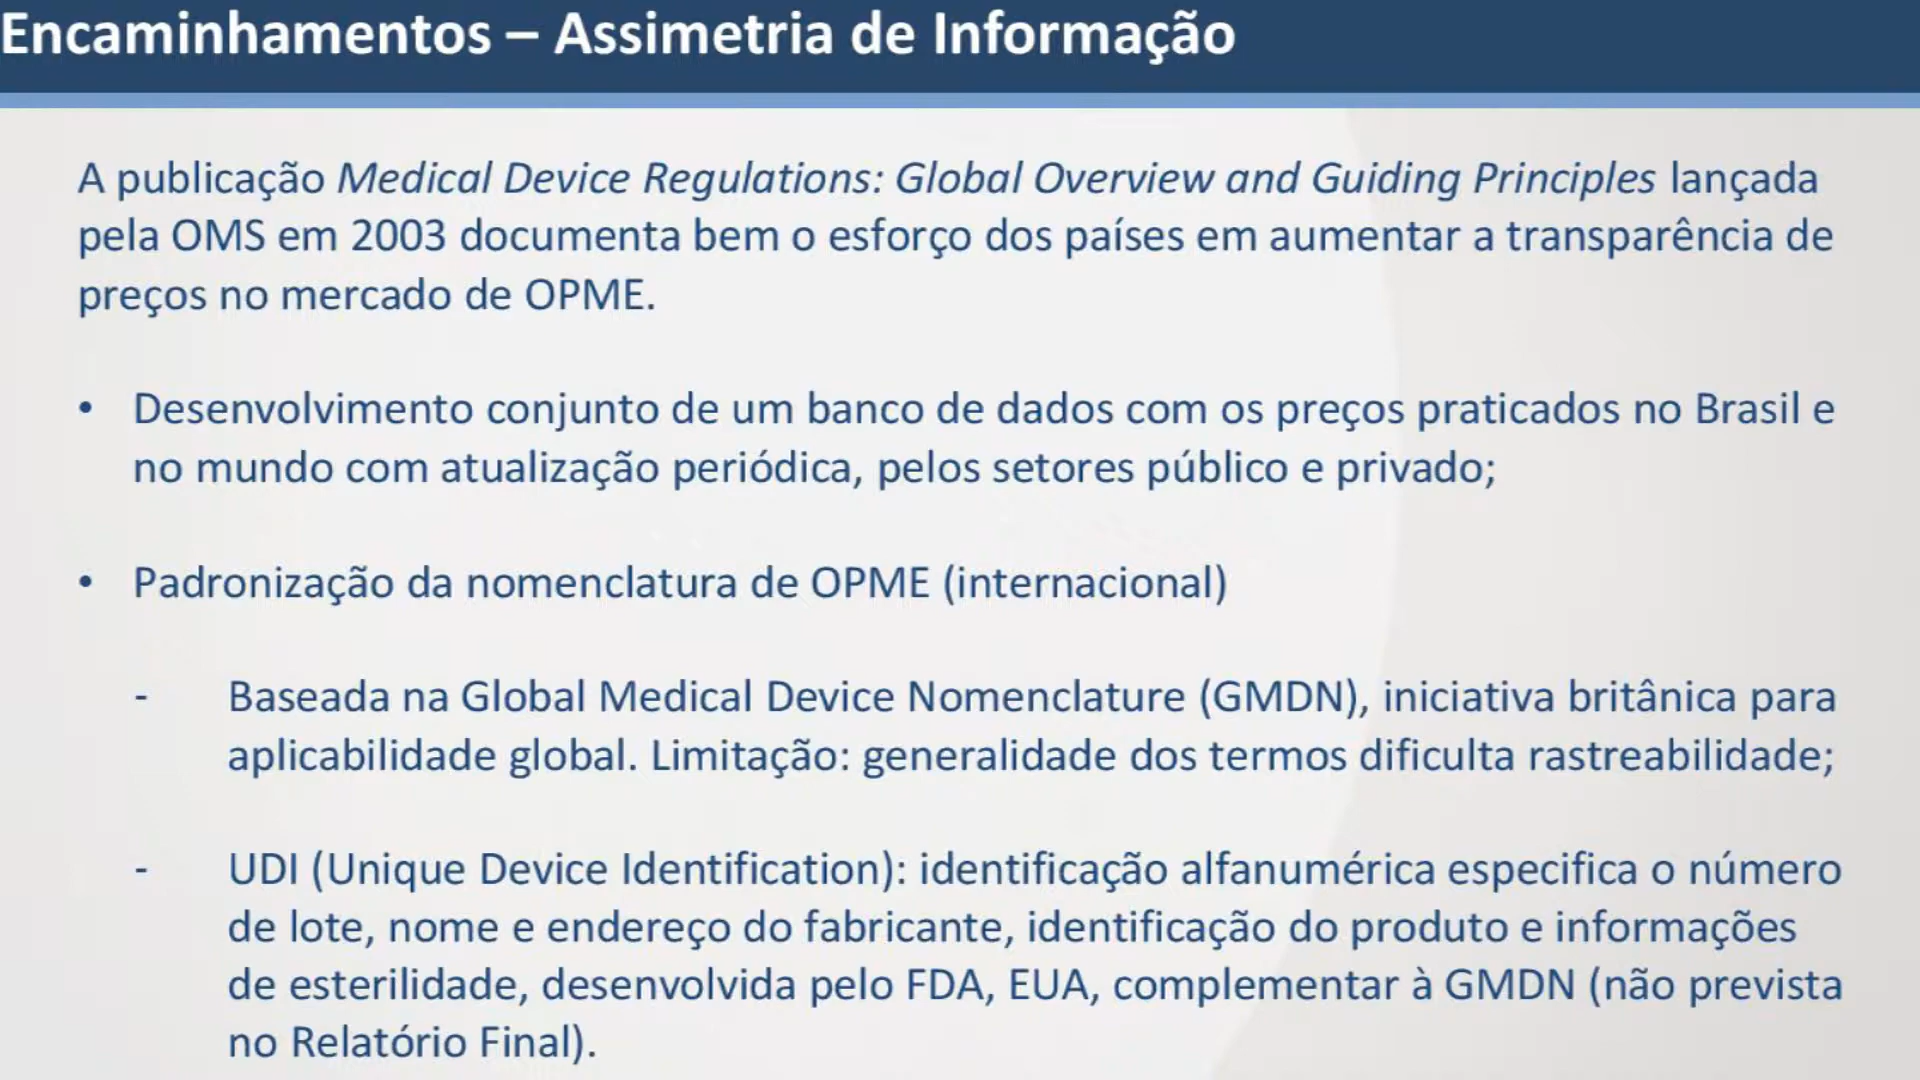 Encaminhamentos – Assimetria de Informação
A publicação Medical Device Regulations: Global Overview and Guiding Principles lançada
pela OMS em 2003 documenta bem o esforço dos países em aumentar a transparência de
preços no mercado de OPME.
• Desenvolvimento conjunto de um banco de dados com os preços praticados no Brasil e
no mundo com atualização periódica, pelos setores público e privado;
• Padronização da nomenclatura de OPME (internacional)
- Baseada na Global Medical Device Nomenclature (GMDN), iniciativa britânica para
aplicabilidade global. Limitação: generalidade dos termos dificulta rastreabilidade;
- UDI (Unique Device Identification): identificação alfanumérica especifica o número
de lote, nome e endereço do fabricante, identificação do produto e informações
de esterilidade, desenvolvida pelo FDA, EUA, complementar à GMDN (não prevista
no Relatório Final).